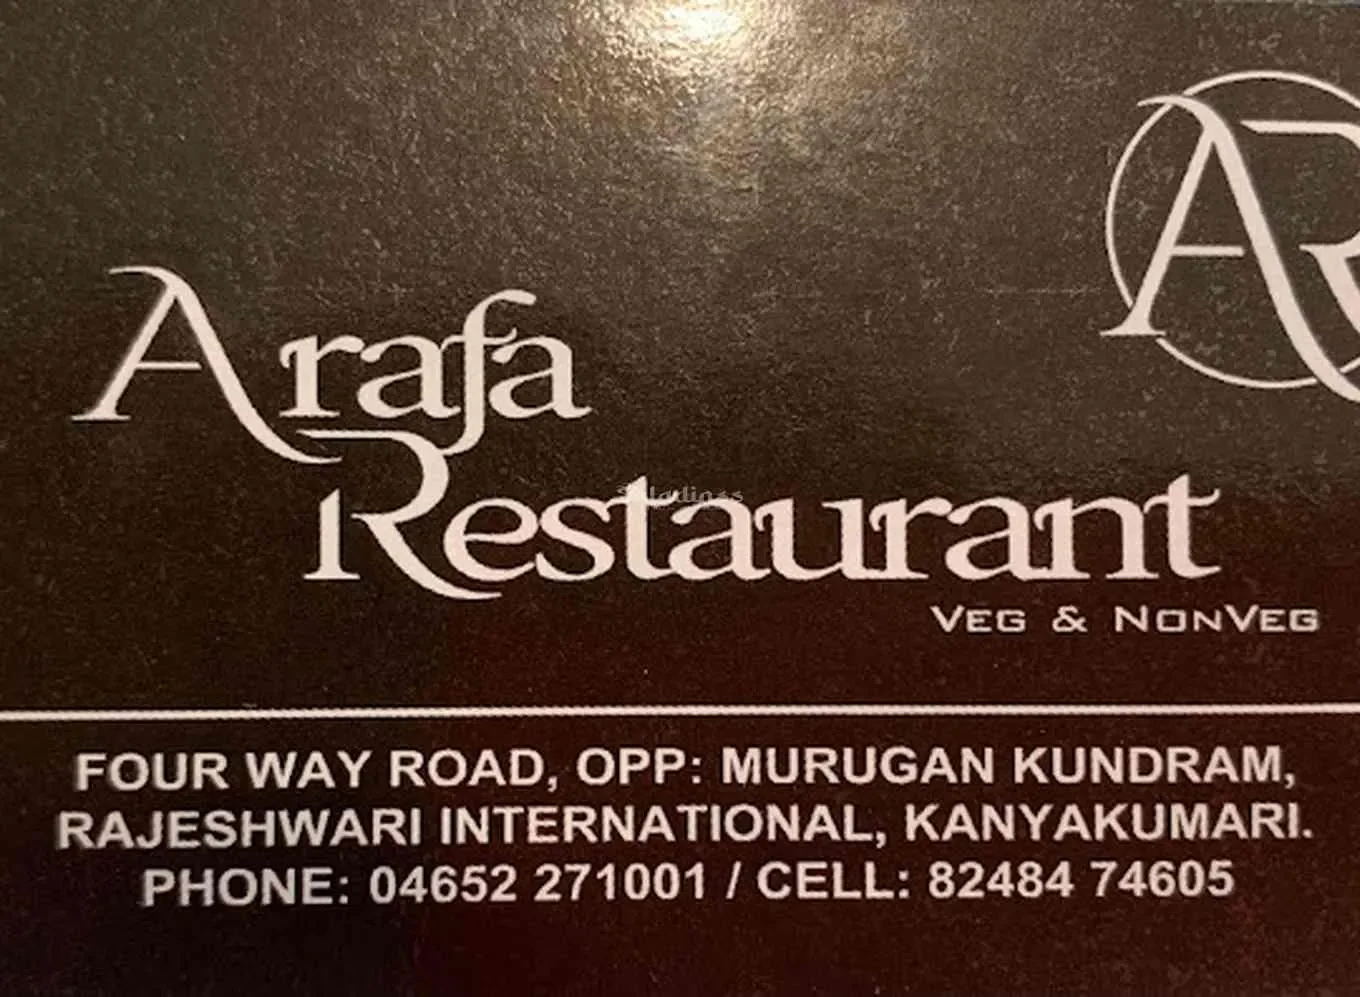 AR
Arafa
Restaurant
VEG & NONVEG
FOUR WAY ROAD, OPP: MURUGAN KUNDRAM,
RAJESHWARI INTERNATIONAL, KANYAKUMARI.
PHONE: 04652 271001 / CELL: 82484 74605